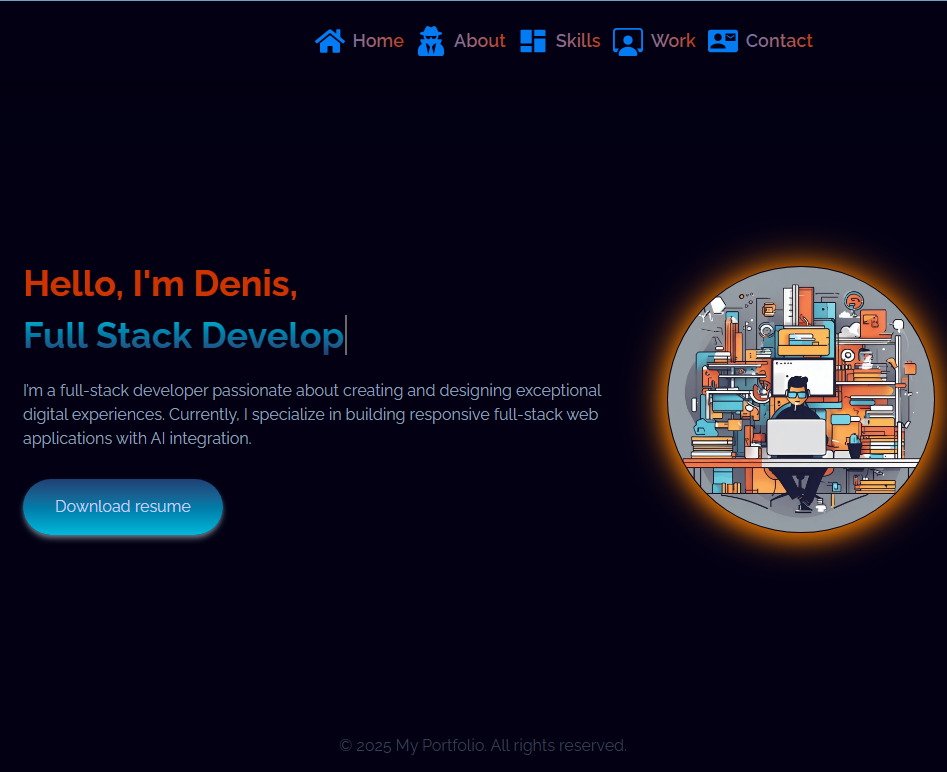 Home About Skills Work Contact
Hello, I'm Denis,
Full Stack Develop
I'm a full-stack developer passionate about creating and designing exceptional
digital experiences. Currently, I specialize in building responsive full-stack web
applications with AI integration.
Download resume
© 2025 My Portfolio. All rights reserved.